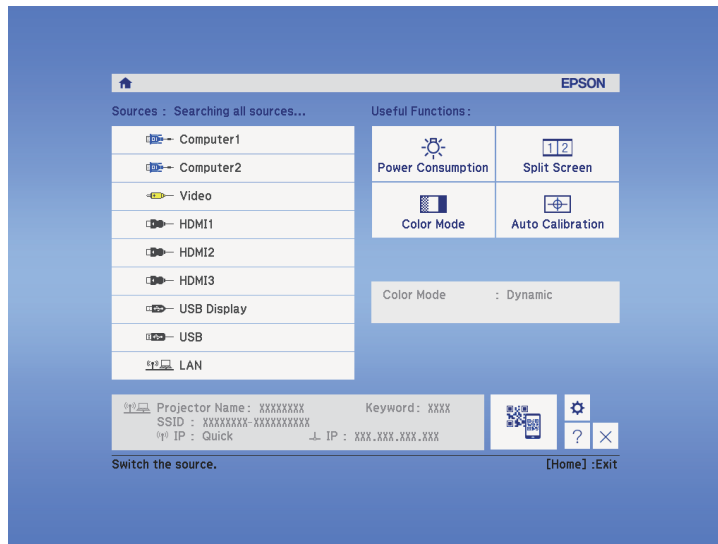 EPSON
Sources : Searching all sources...
Computer1
Computer2
Video
HDMI1
HDMI2
HDMI3
USB Display
USB
LAN
Useful Functions:
Power Consumption
1 2
Split Screen
Color Mode
Auto Calibration
Color Mode : Dynamic
Projector Name: XXXXXXXX Keyword: XXXX
SSID : XXXXXXXX-XXXXXXXXXX
IP : Quick IP : XXX.XXX.XXX.XXX
?
Switch the source.
[Home] :Exit